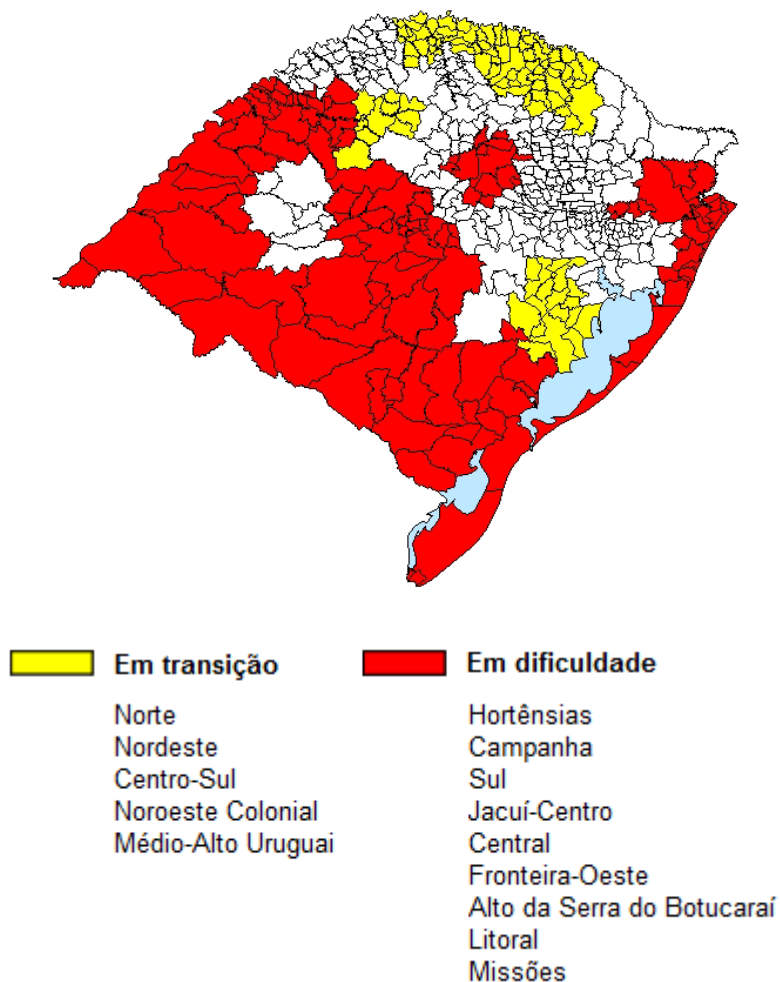 Em transição
Norte
Nordeste
Centro-Sul
Noroeste Colonial
Médio-Alto Uruguai
Em dificuldade
Hortênsias
Campanha
Sul
Jacuí-Centro
Central
Fronteira-Oeste
Alto da Serra do Botucaraí
Litoral
Missões